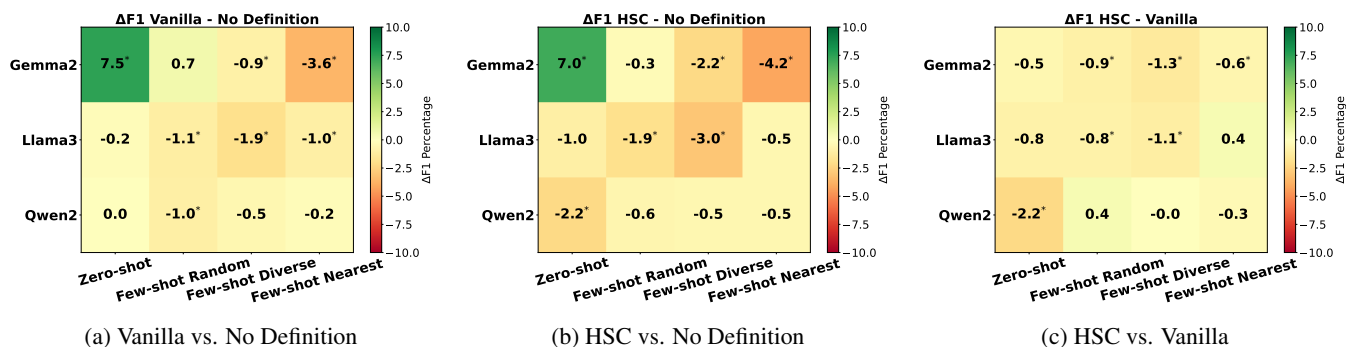 ΔF1 Vanilla - No Definition
Gemma2 7.5* 0.7 -0.9* -3.6*
Llama3 -0.2 -1.1* -1.9* -1.0*
Qwen2 0.0 -1.0* -0.5 -0.2
Zero-shot Few-shot Random Few-shot Diverse Few-shot Nearest
10.0
7.5
5.0
2.5
0.0
−2.5
−5.0
−7.5
−10.0
ΔF1 Percentage
(a) Vanilla vs. No Definition
ΔF1 HSC - No Definition
Gemma2 7.0* -0.3 -2.2* -4.2*
Llama3 -1.0 -1.9* -3.0* -0.5
Qwen2 -2.2* -0.6 -0.5 -0.5
Zero-shot Few-shot Random Few-shot Diverse Few-shot Nearest
10.0
7.5
5.0
2.5
0.0
−2.5
−5.0
−7.5
−10.0
ΔF1 Percentage
(b) HSC vs. No Definition
ΔF1 HSC - Vanilla
Gemma2 -0.5 -0.9* -1.3* -0.6*
Llama3 -0.8 -0.8* -1.1* 0.4
Qwen2 -2.2* 0.4 -0.0 -0.3
Zero-shot Few-shot Random Few-shot Diverse Few-shot Nearest
10.0
7.5
5.0
2.5
0.0
−2.5
−5.0
−7.5
−10.0
ΔF1 Percentage
(c) HSC vs. Vanilla